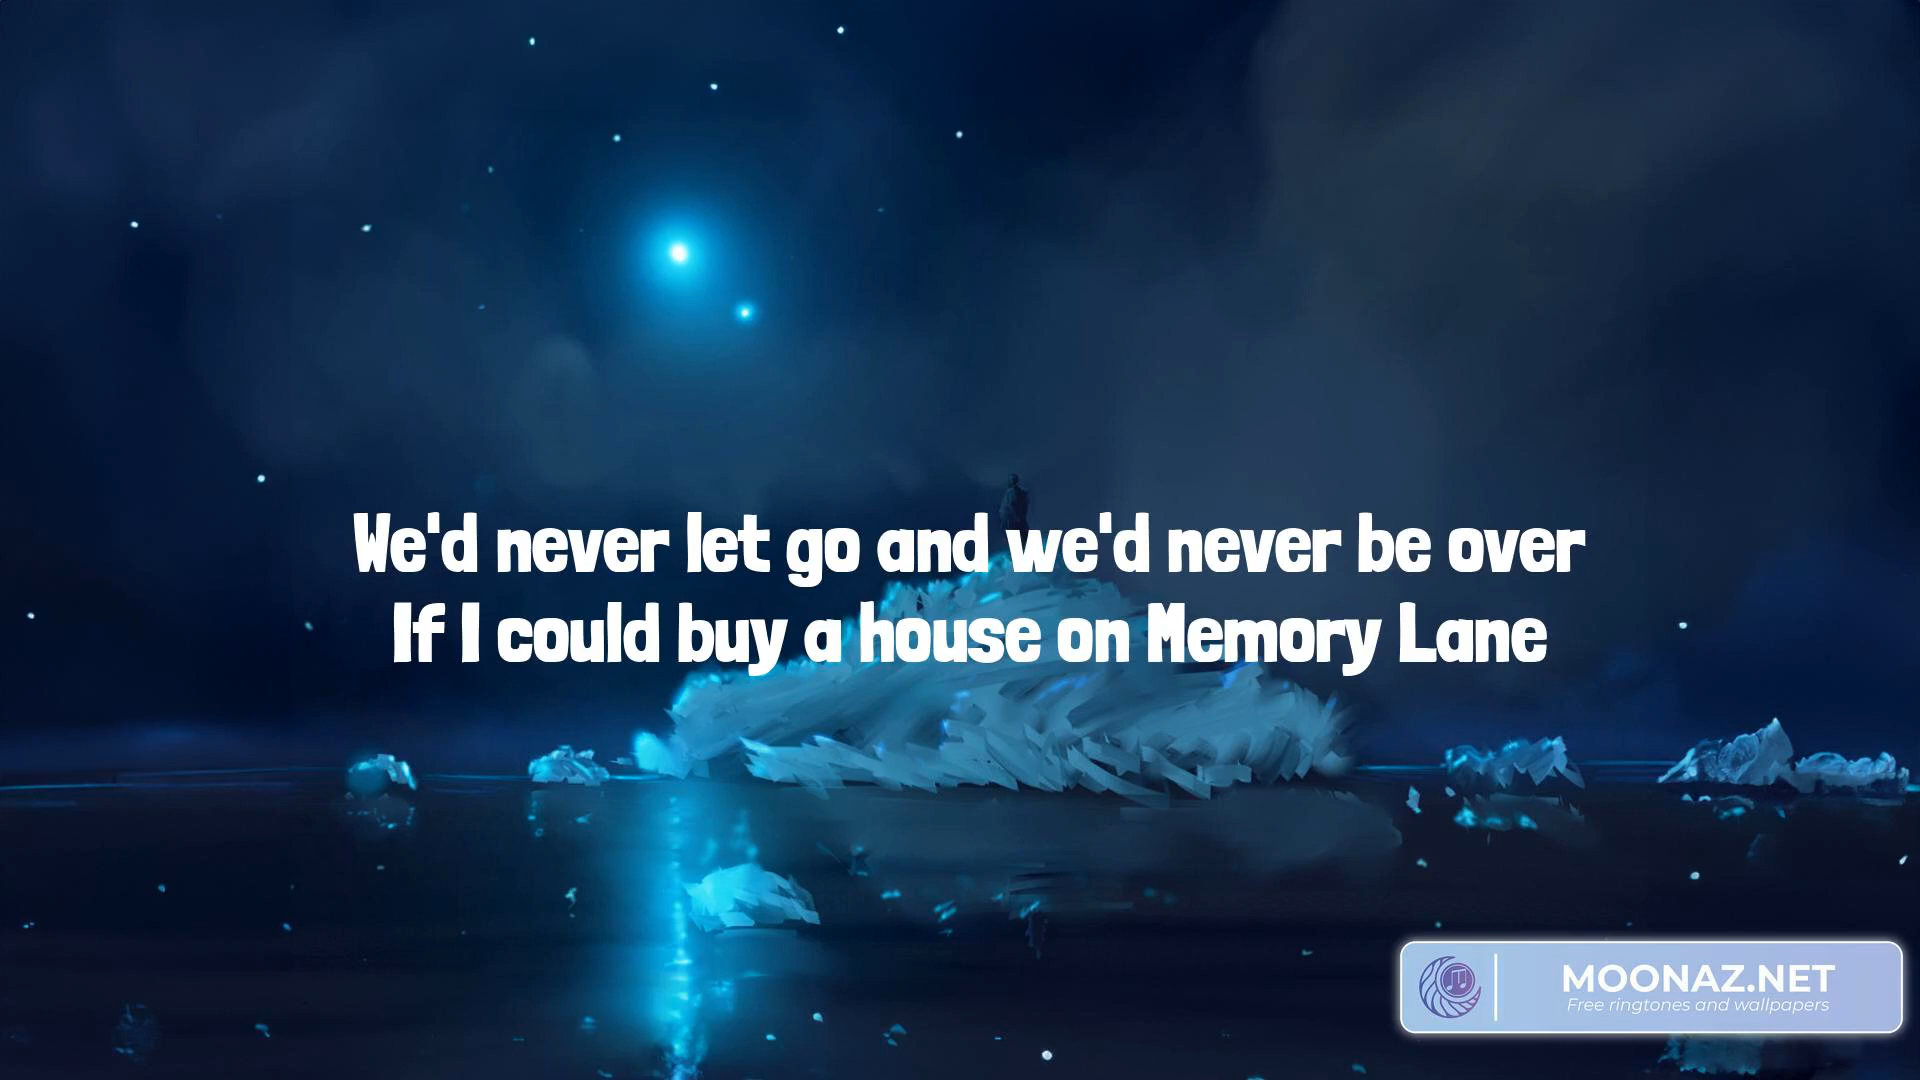 We'd never let go and we'd never be over
If I could buy a house on Memory Lane
MOONAZ.NET
Free ringtones and wallpapers